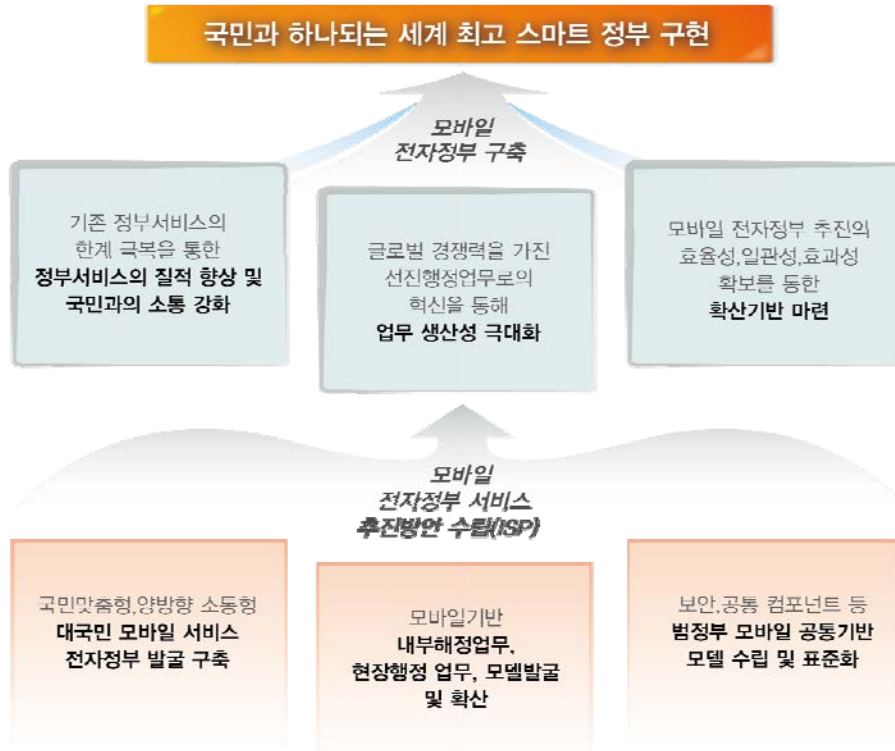 국민과 하나되는 세계 최고 스마트 정부 구현
모바일
전자정부 구축
기존 정부서비스의
한계 극복을 통한
정부서비스의 질적 향상 및
국민과의 소통 강화
글로벌 경쟁력을 가진
선진행정업무로의
혁신을 통해
업무 생산성 극대화
모바일 전자정부 추진의
효율성,일관성,효과성
확보를 통한
확산기반 마련
모바일
전자정부 서비스
추진방안 수립(ISP)
국민맞춤형,양방향 소통형
대국민 모바일 서비스
전자정부 발굴 구축
모바일기반
내부해정업무,
현장행정 업무, 모델발굴
및 확산
보안,공통 컴포넌트 등
범정부 모바일 공통기반
모델 수립 및 표준화